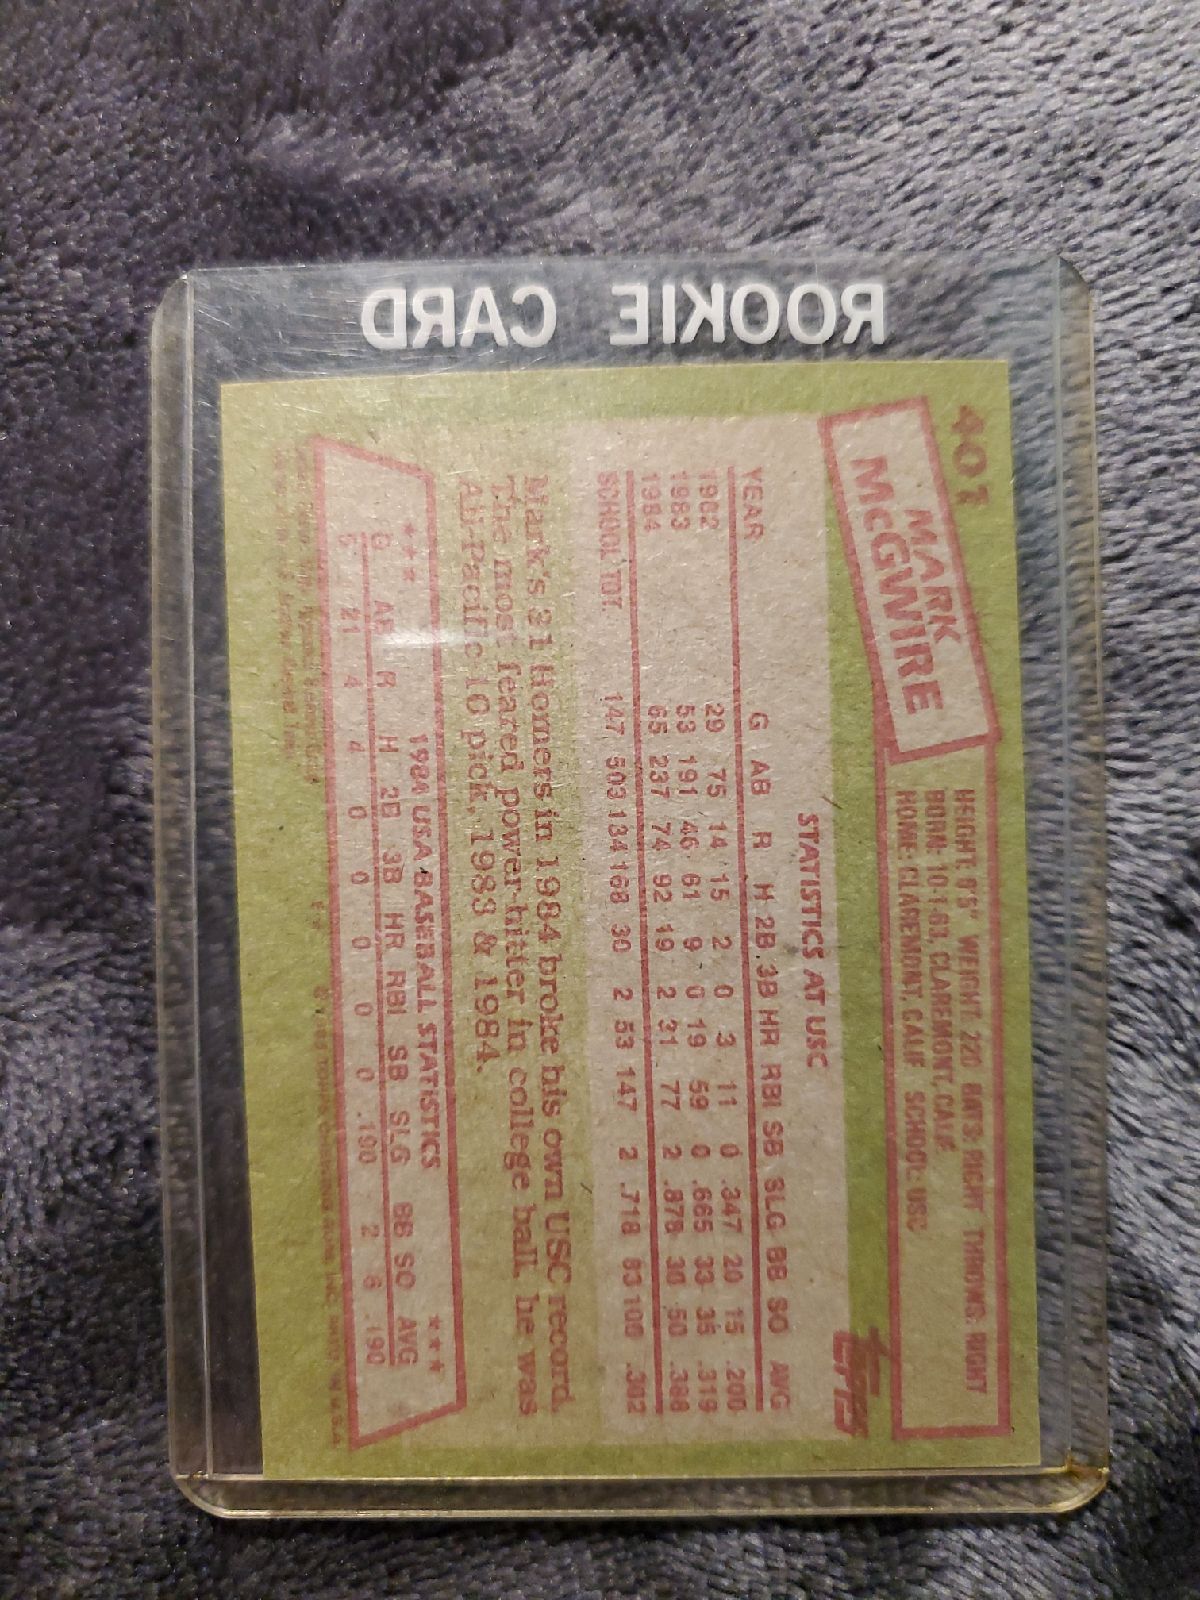 ROOKIE CARD
401
MARK
McGWIRE
HEIGHT: 6'5" WEIGHT: 220 BATS: RIGHT THROWS: RIGHT
BORN: 10-1-63, CLAREMONT, CALIF.
HOME: CLAREMONT, CALIF. SCHOOL: USC
topps
STATISTICS AT USC
YEAR G AB R H 2B 3B HR RBI SB SLG BB SO AVG
1982 29 75 14 15 2 0 3 11 0 .347 20 15 .200
1983 53 191 46 61 9 0 19 59 0 .665 33 35 .319
1984 65 237 74 92 19 2 31 77 2 .878 30 50 .388
SCHOOL TOT. 147 503 134 168 30 2 53 147 2 .718 83 100 .302
Mark's 31 Homers in 1984 broke his own USC record.
The most feared power-hitter in college ball, he was
All-Pacific 10 pick, 1983 & 1984.
*** 1984 USA BASEBALL STATISTICS ***
G AB R H 2B 3B HR RBI SB SLG BB SO AVG
5 21 4 4 0 0 0 0 0 .190 2 6 .190